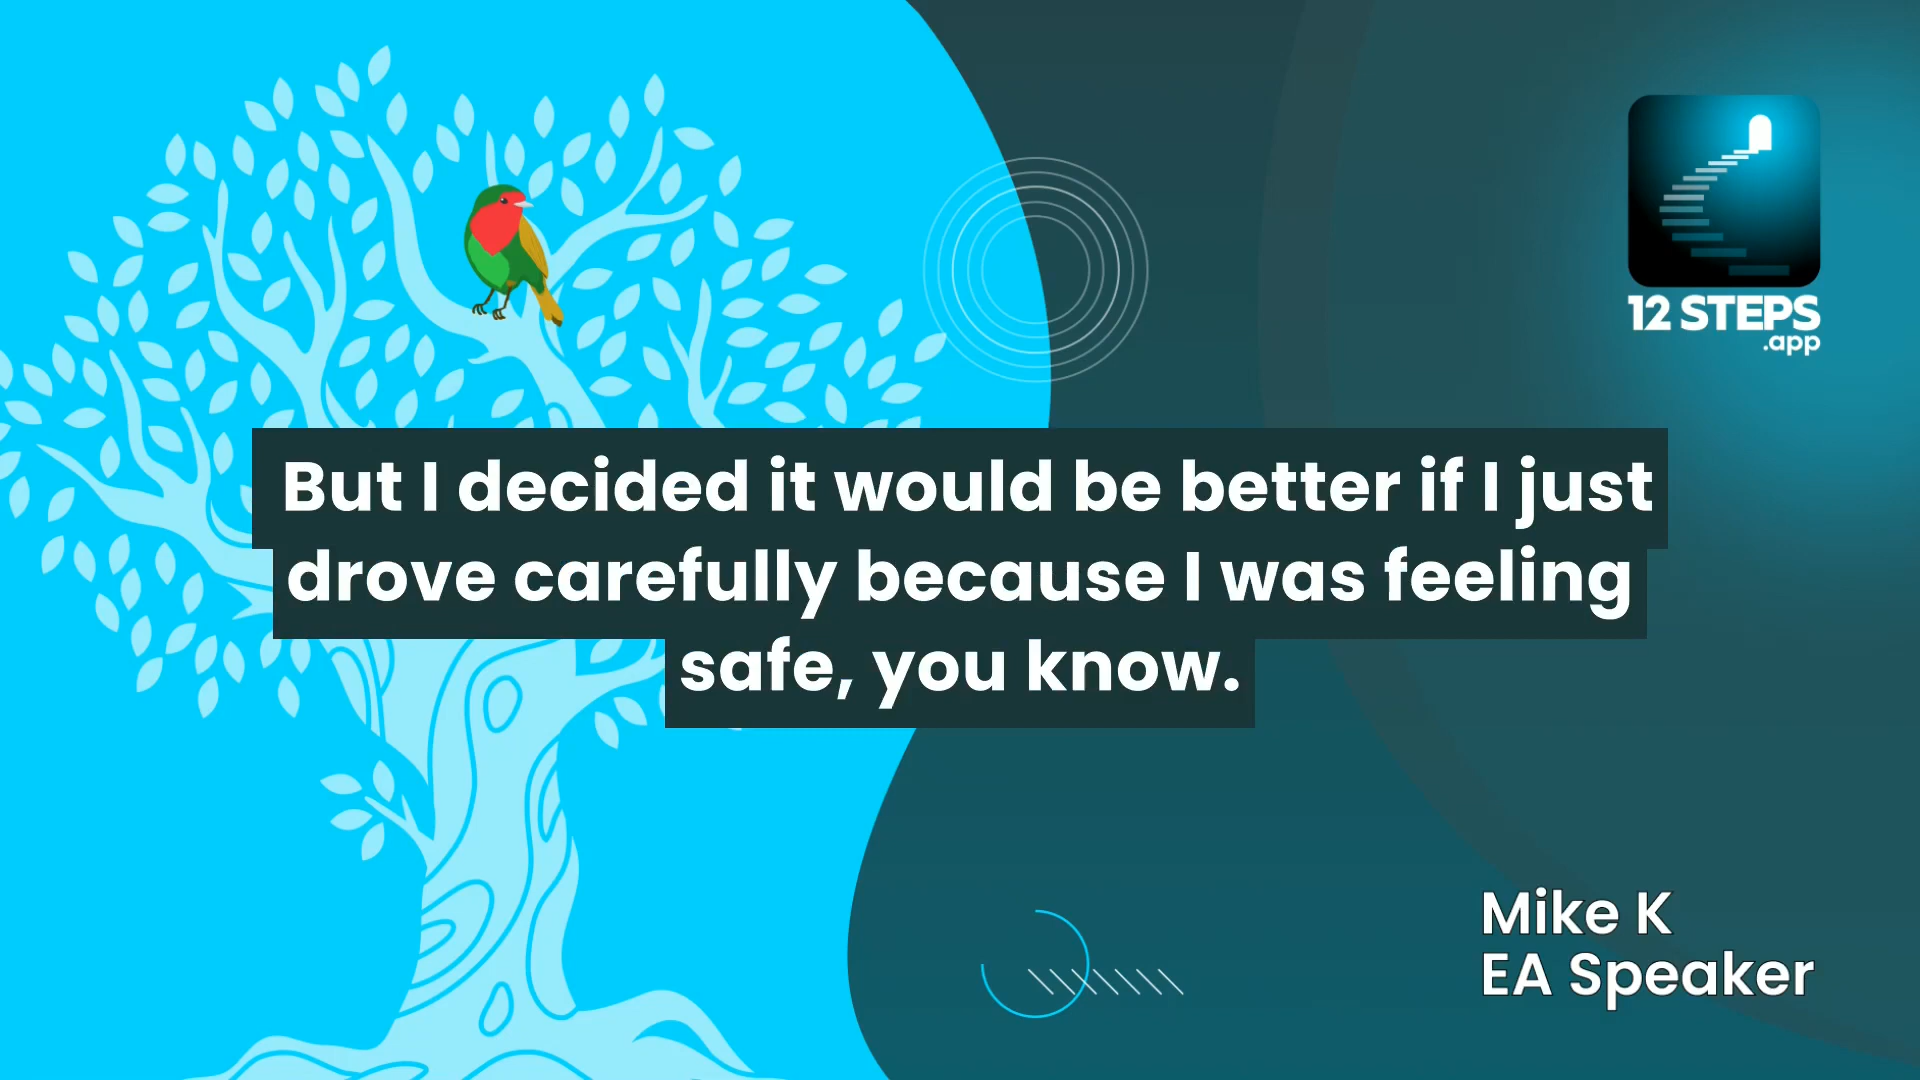 12 STEPS
.app
But I decided it would be better if I just
drove carefully because I was feeling
safe, you know.
Mike K
EA Speaker